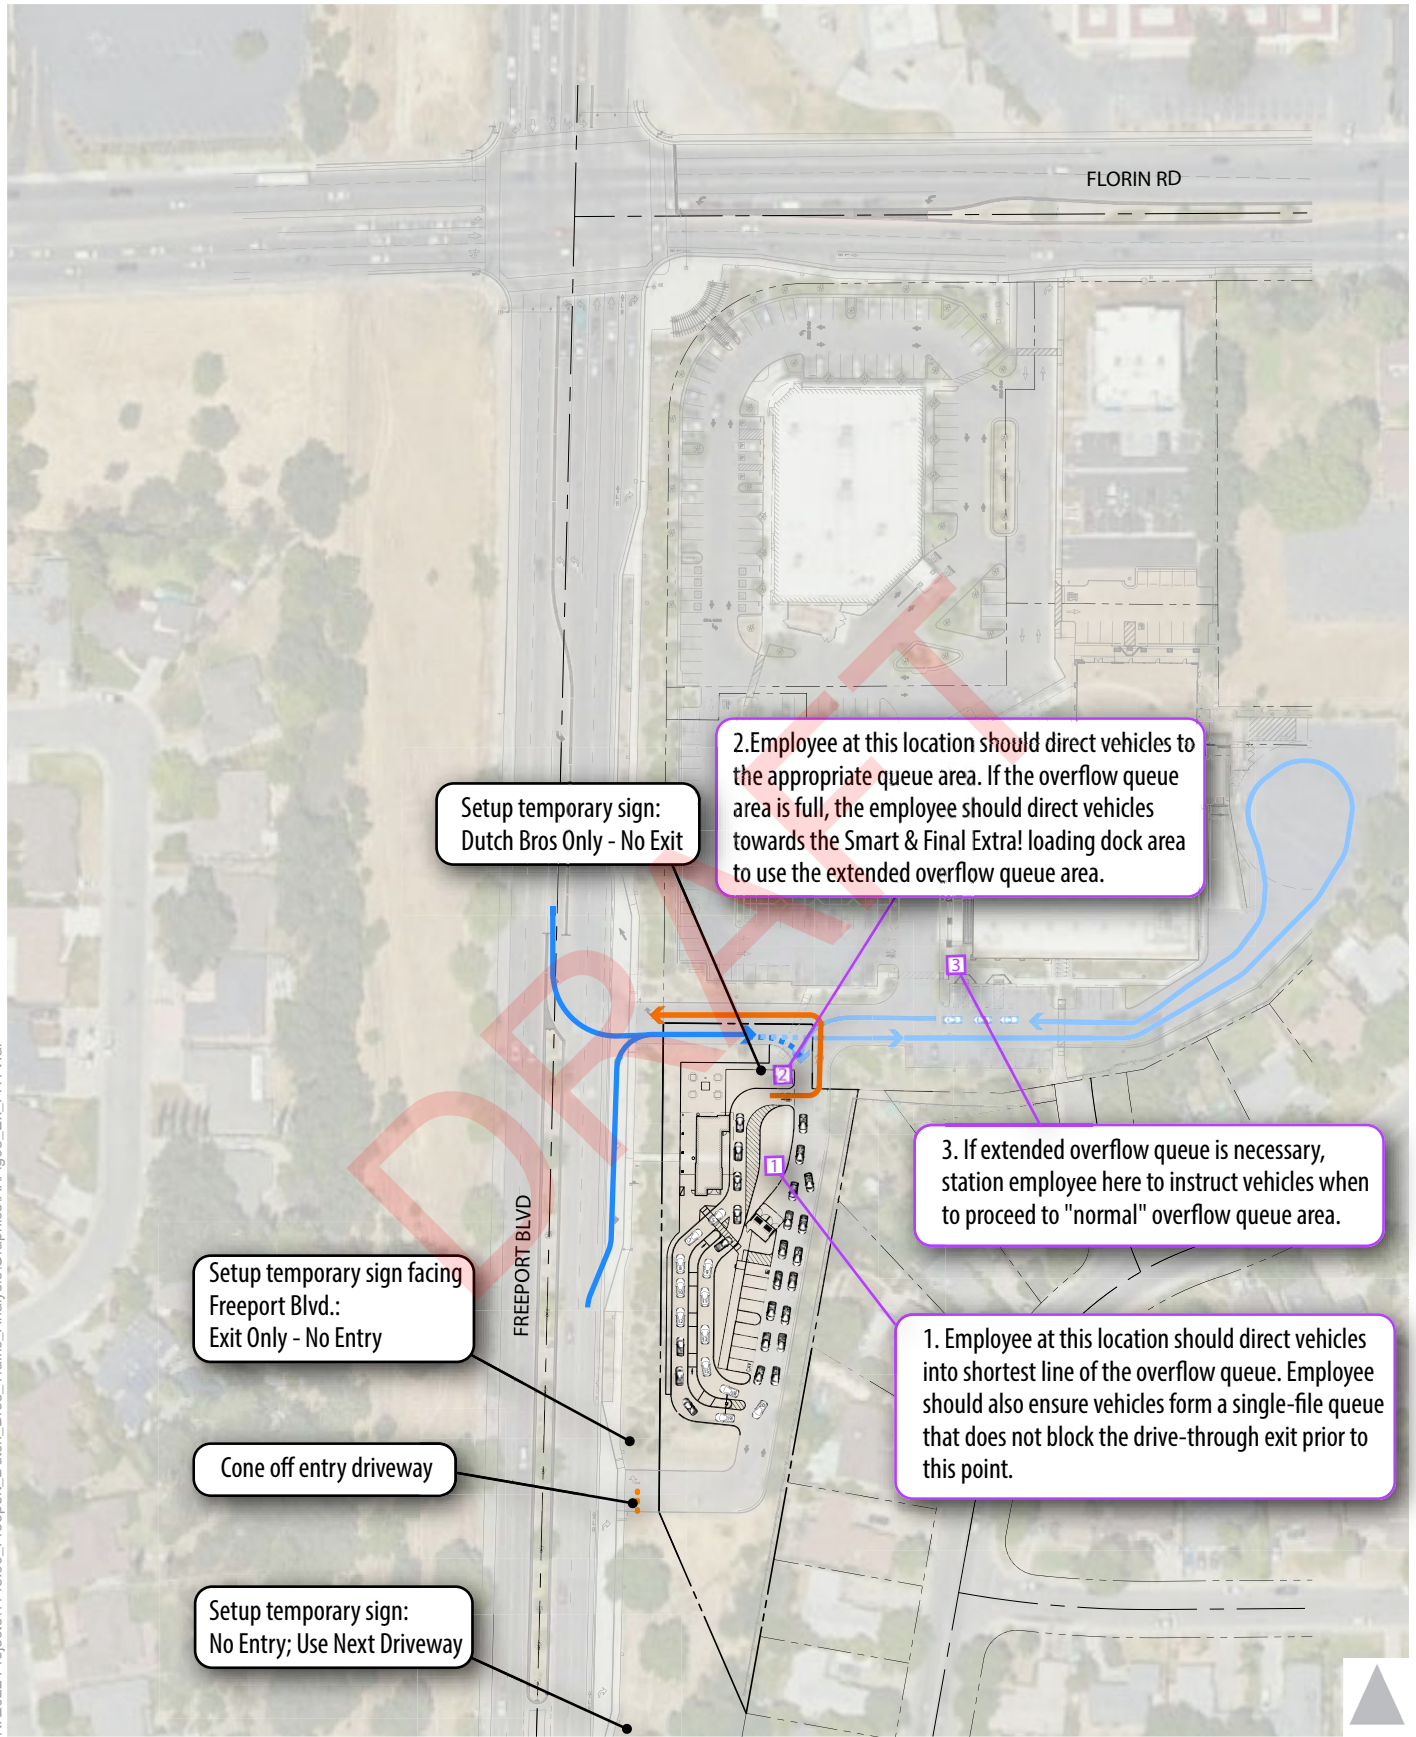 FLORIN RD
2.Employee at this location should direct vehicles to
the appropriate queue area. If the overflow queue
area is full, the employee should direct vehicles
towards the Smart & Final Extra! loading dock area
to use the extended overflow queue area.
Setup temporary sign:
Dutch Bros Only - No Exit
DRAFT
3
2
1
3. If extended overflow queue is necessary,
station employee here to instruct vehicles when
to proceed to "normal" overflow queue area.
FREEPORT BLVD
Setup temporary sign facing
Freeport Blvd.:
Exit Only - No Entry
1. Employee at this location should direct vehicles
into shortest line of the overflow queue. Employee
should also ensure vehicles form a single-file queue
that does not block the drive-through exit prior to
this point.
Cone off entry driveway
Setup temporary sign:
No Entry; Use Next Driveway